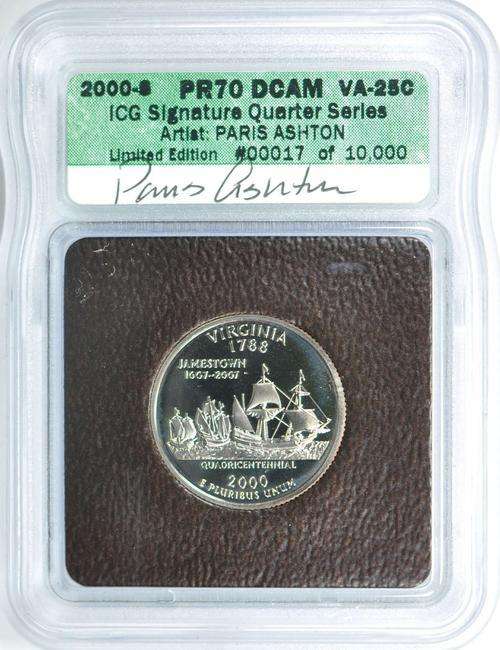 2000-S PR70 DCAM VA-25C
ICG Signature Quarter Series
Artist: PARIS ASHTON
Limited Edition #00017 of 10,000
Paris Ashton
VIRGINIA
1788
JAMESTOWN
1607-2007
QUADRICENTENNIAL
2000
E PLURIBUS UNUM